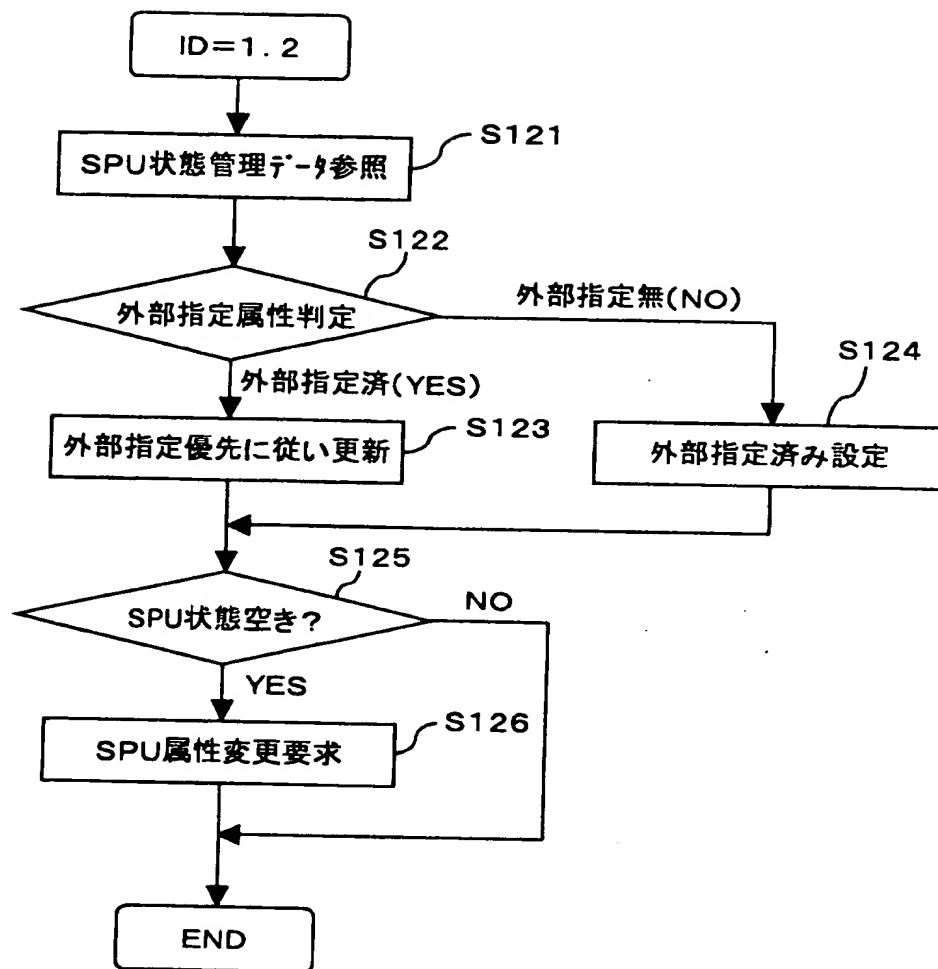 ID=1.2
S121
SPU状態管理データ参照
S122
外部指定属性判定
外部指定無(NO)
外部指定済(YES)
S124
S123
外部指定優先に従い更新
外部指定済み設定
S125
SPU状態空き?
NO
YES
S126
SPU属性変更要求
END